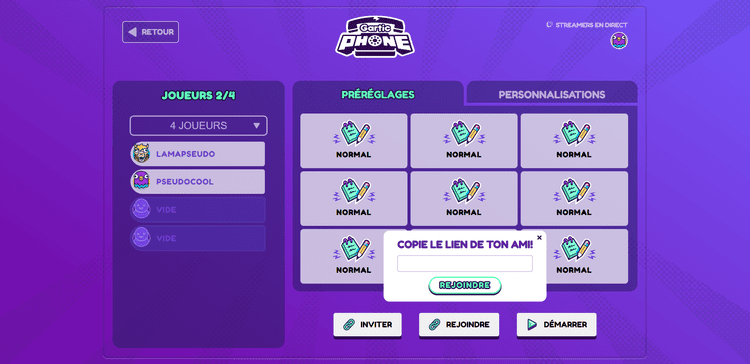 RETOUR
Gartic
PHONE
STREAMERS EN DIRECT
JOUEURS 2/4
4 JOUEURS
LAMAPSEUDO
PSEUDOCOOL
VIDE
VIDE
PRÉRÉGLAGES
PERSONNALISATIONS
NORMAL
NORMAL
NORMAL
NORMAL
NORMAL
NORMAL
NORMAL
NORMAL
COPIE LE LIEN DE TON AMI!
x
REJOINDRE
INVITER
REJOINDRE
DÉMARRER